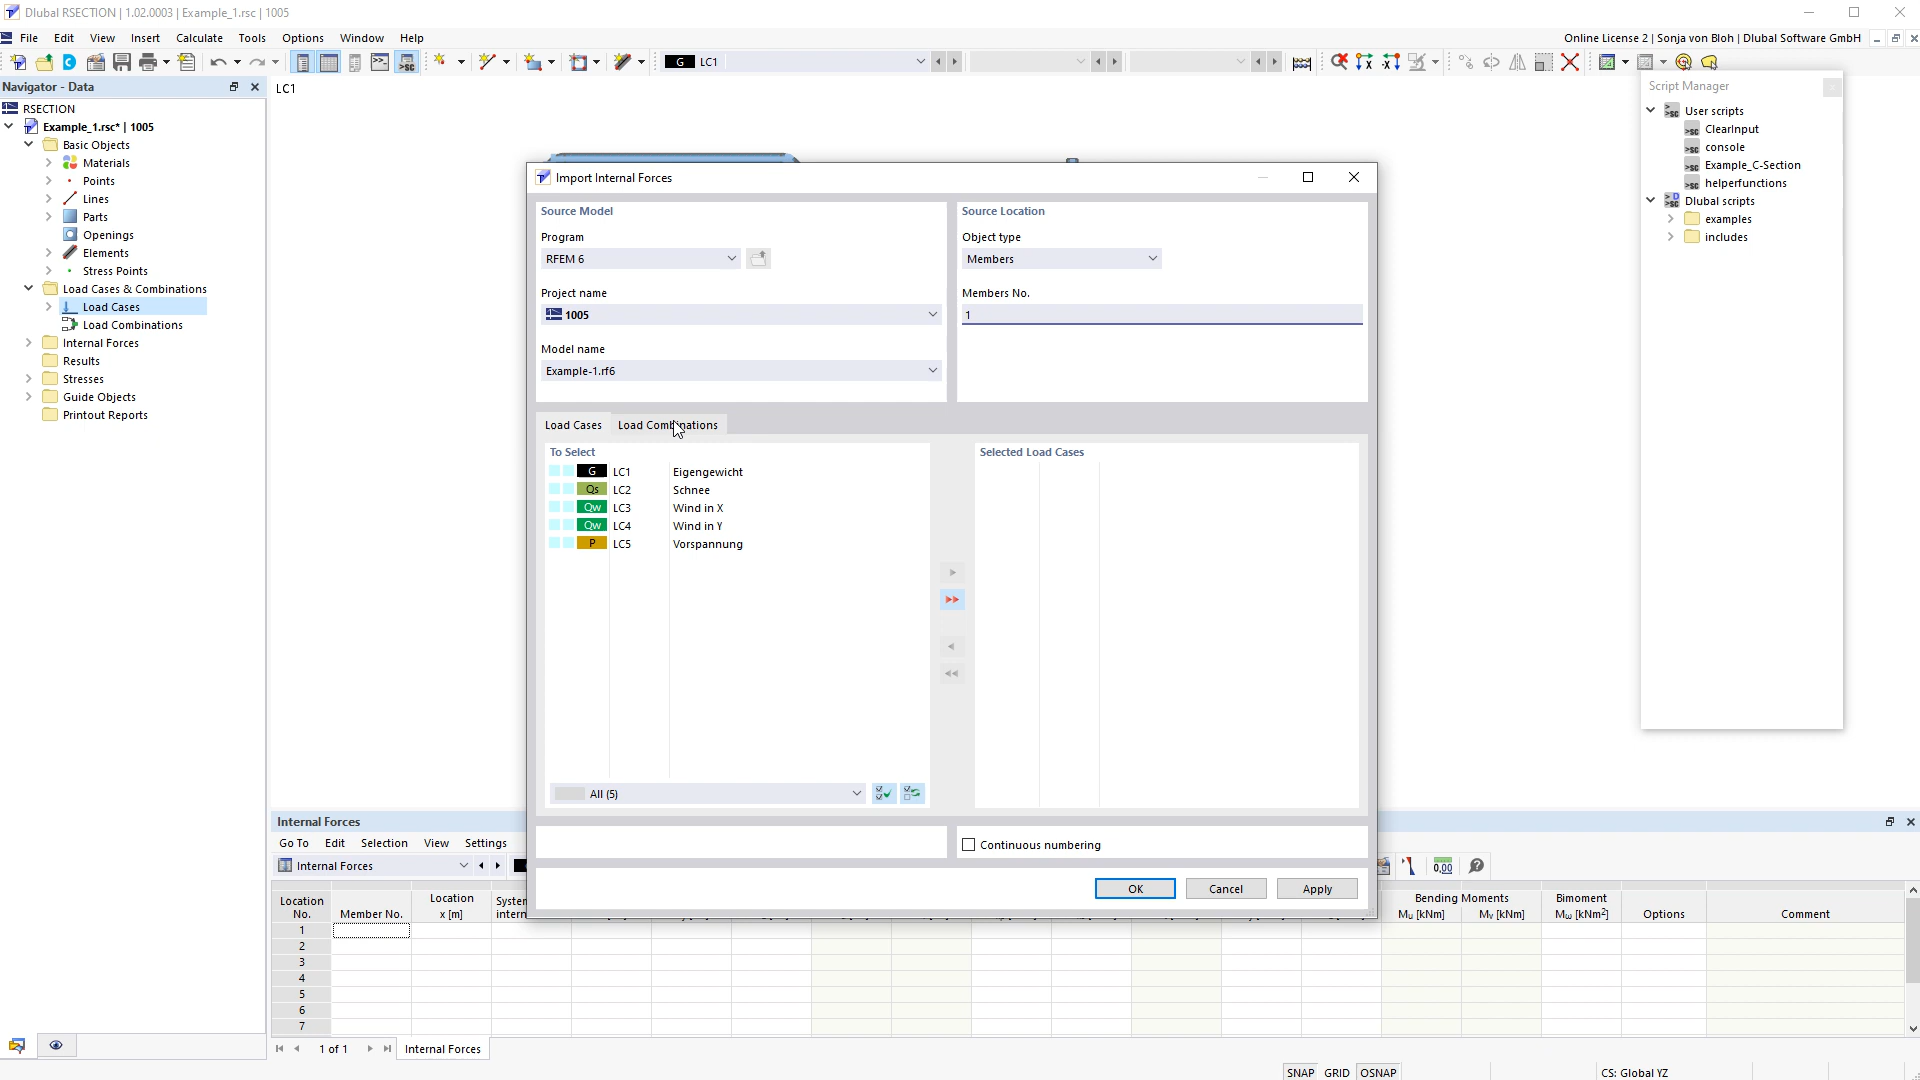 Dlubal RSECTION | 1.02.0003 | Example_1.rsc | 1005
File Edit View Insert Calculate Tools Options Window Help
Online License 2 | Sonja von Bloh | Dlubal Software GmbH
G LC1
Navigator - Data
RSECTION
Example_1.rsc* | 1005
Basic Objects
Materials
Points
Lines
Parts
Openings
Elements
Stress Points
Load Cases & Combinations
Load Cases
Load Combinations
Internal Forces
Results
Stresses
Guide Objects
Printout Reports
LC1
Script Manager
User scripts
ClearInput
console
Example_C-Section
helperfunctions
Dlubal scripts
examples
includes
Import Internal Forces
Source Model
Program
RFEM 6
Project name
1005
Model name
Example-1.rf6
Source Location
Object type
Members
Members No.
1
Load Cases Load Combinations
To Select
G LC1 Eigengewicht
Qs LC2 Schnee
Qw LC3 Wind in X
Qw LC4 Wind in Y
P LC5 Vorspannung
All (5)
Selected Load Cases
Continuous numbering
OK Cancel Apply
Internal Forces
Go To Edit Selection View Settings
Internal Forces
0,00
Location
No.
Member No.
Location
x [m]
Bending Moments
Mu [kNm] Mv [kNm]
Bimoment
Mω [kNm²]
Options
Comment
1
2
3
4
5
6
7
1 of 1
Internal Forces
SNAP GRID OSNAP
CS: Global YZ